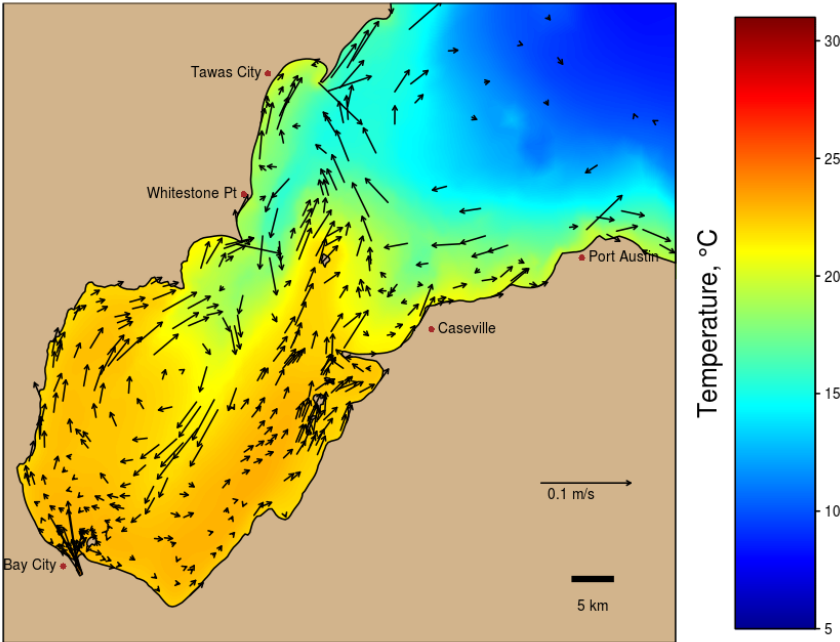 Tawas City
Whitestone Pt
Port Austin
Caseville
0.1 m/s
Bay City
5 km
Temperature, °C
30
25
20
15
10
5